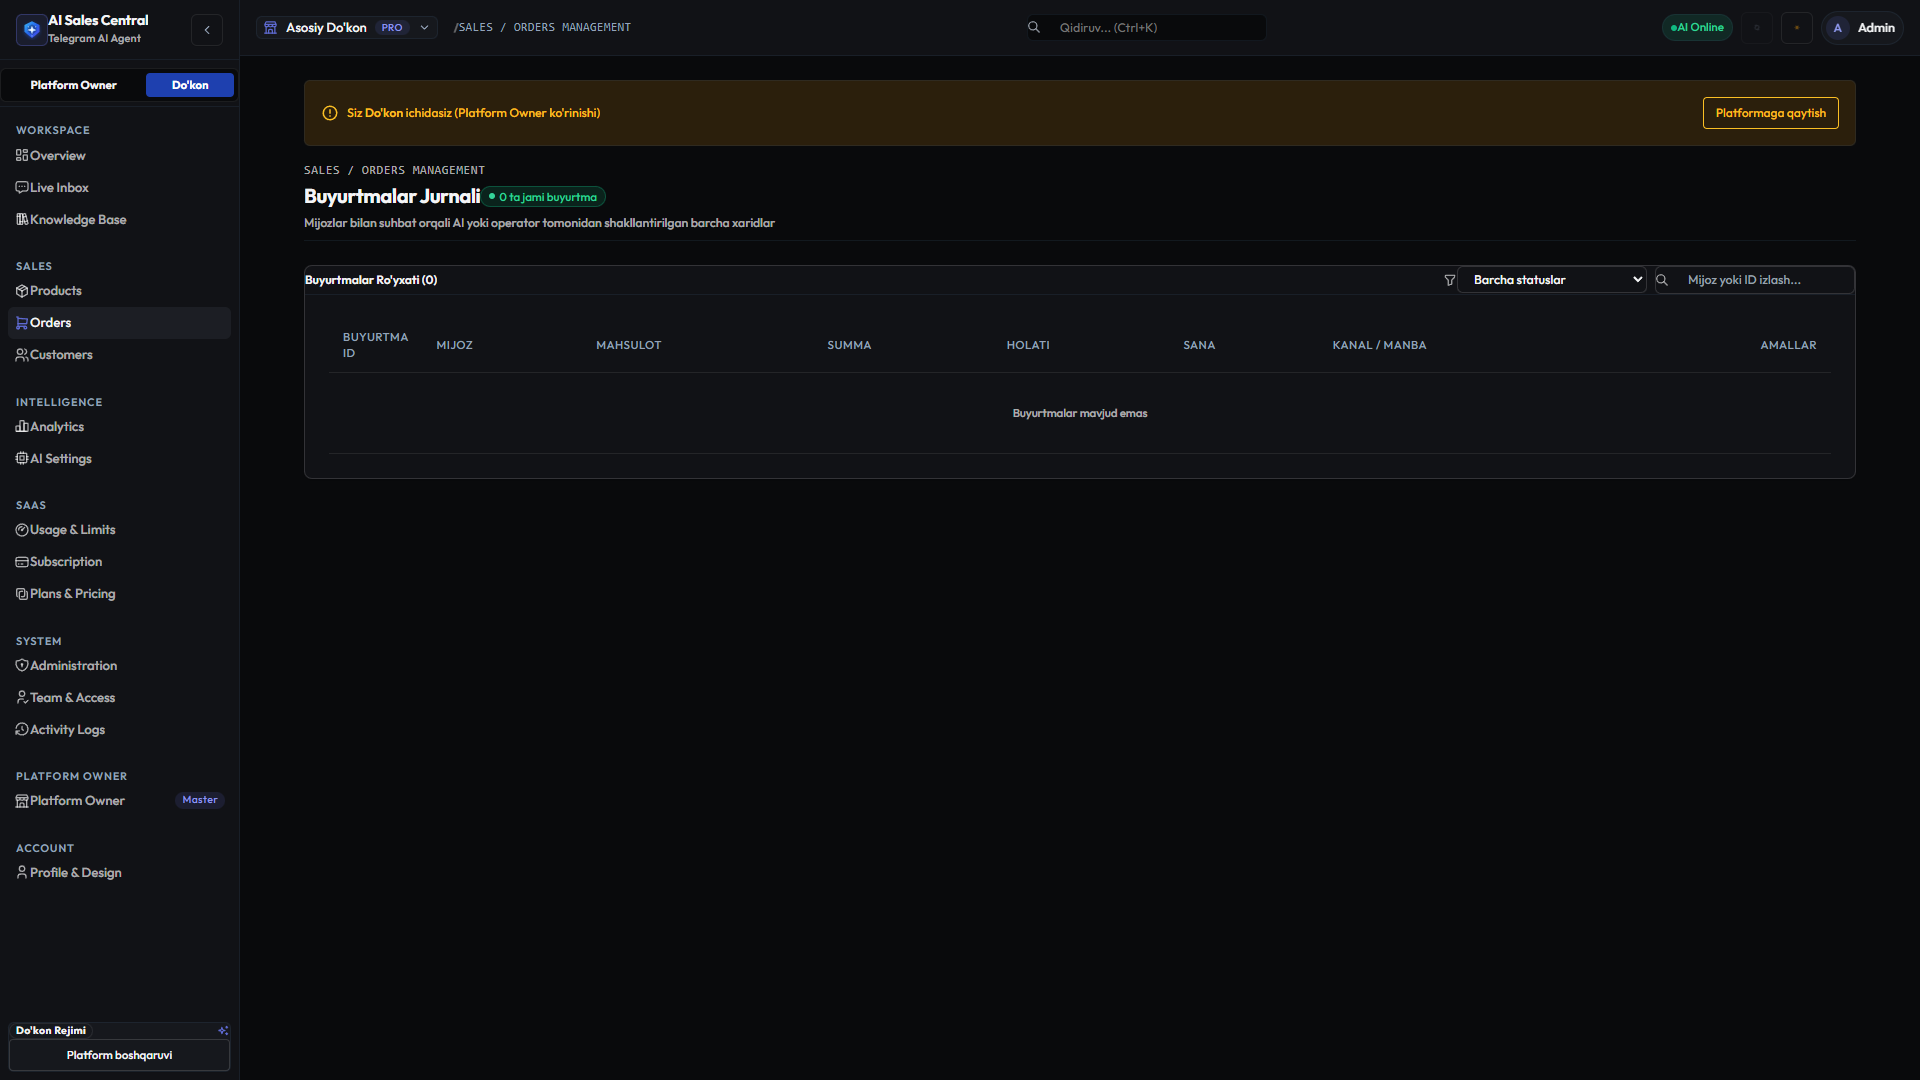 AI Sales Central
Telegram AI Agent
Platform Owner
Do'kon
WORKSPACE
Overview
Live Inbox
Knowledge Base
SALES
Products
Orders
Customers
INTELLIGENCE
Analytics
AI Settings
SAAS
Usage & Limits
Subscription
Plans & Pricing
SYSTEM
Administration
Team & Access
Activity Logs
PLATFORM OWNER
Platform Owner Master
ACCOUNT
Profile & Design
Do'kon Rejimi
Platform boshqaruvi
Asosiy Do'kon PRO
/SALES / ORDERS MANAGEMENT
Qidiruv... (Ctrl+K)
AI Online
A Admin
Siz Do'kon ichidasiz (Platform Owner ko'rinishi)
Platformaga qaytish
SALES / ORDERS MANAGEMENT
Buyurtmalar Jurnali
0 ta jami buyurtma
Mijozlar bilan suhbat orqali AI yoki operator tomonidan shakllantirilgan barcha xaridlar
Buyurtmalar Ro'yxati (0)
Barcha statuslar
Mijoz yoki ID izlash...
BUYURTMA
ID
MIJOZ
MAHSULOT
SUMMA
HOLATI
SANA
KANAL / MANBA
AMALLAR
Buyurtmalar mavjud emas